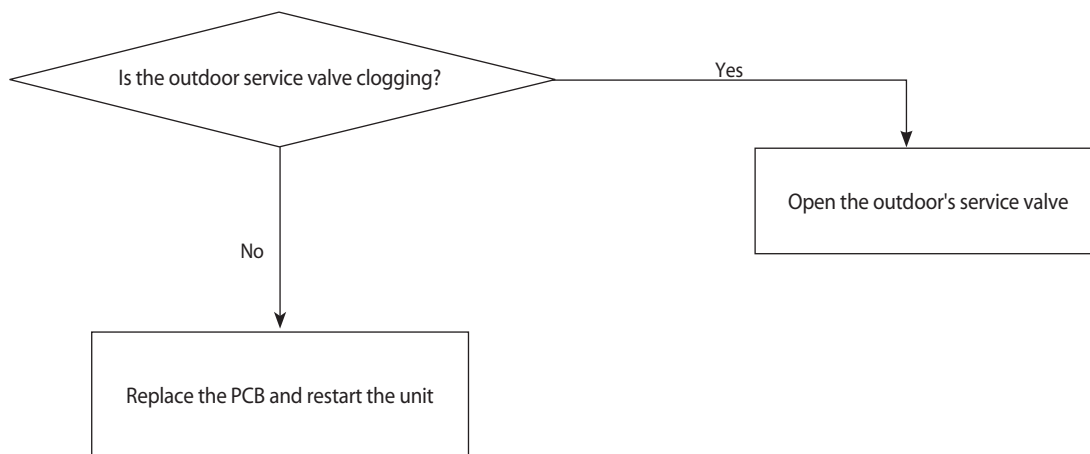 Is the outdoor service valve clogging?
Yes
Open the outdoor's service valve
No
Replace the PCB and restart the unit